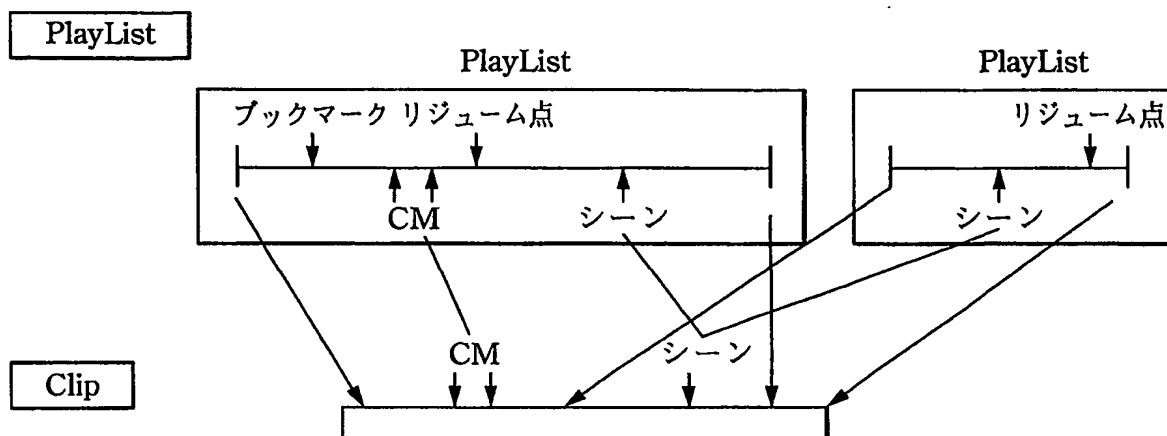 PlayList
PlayList PlayList
ブックマーク リジューム点 リジューム点
CM シーン シーン
CM シーン
Clip